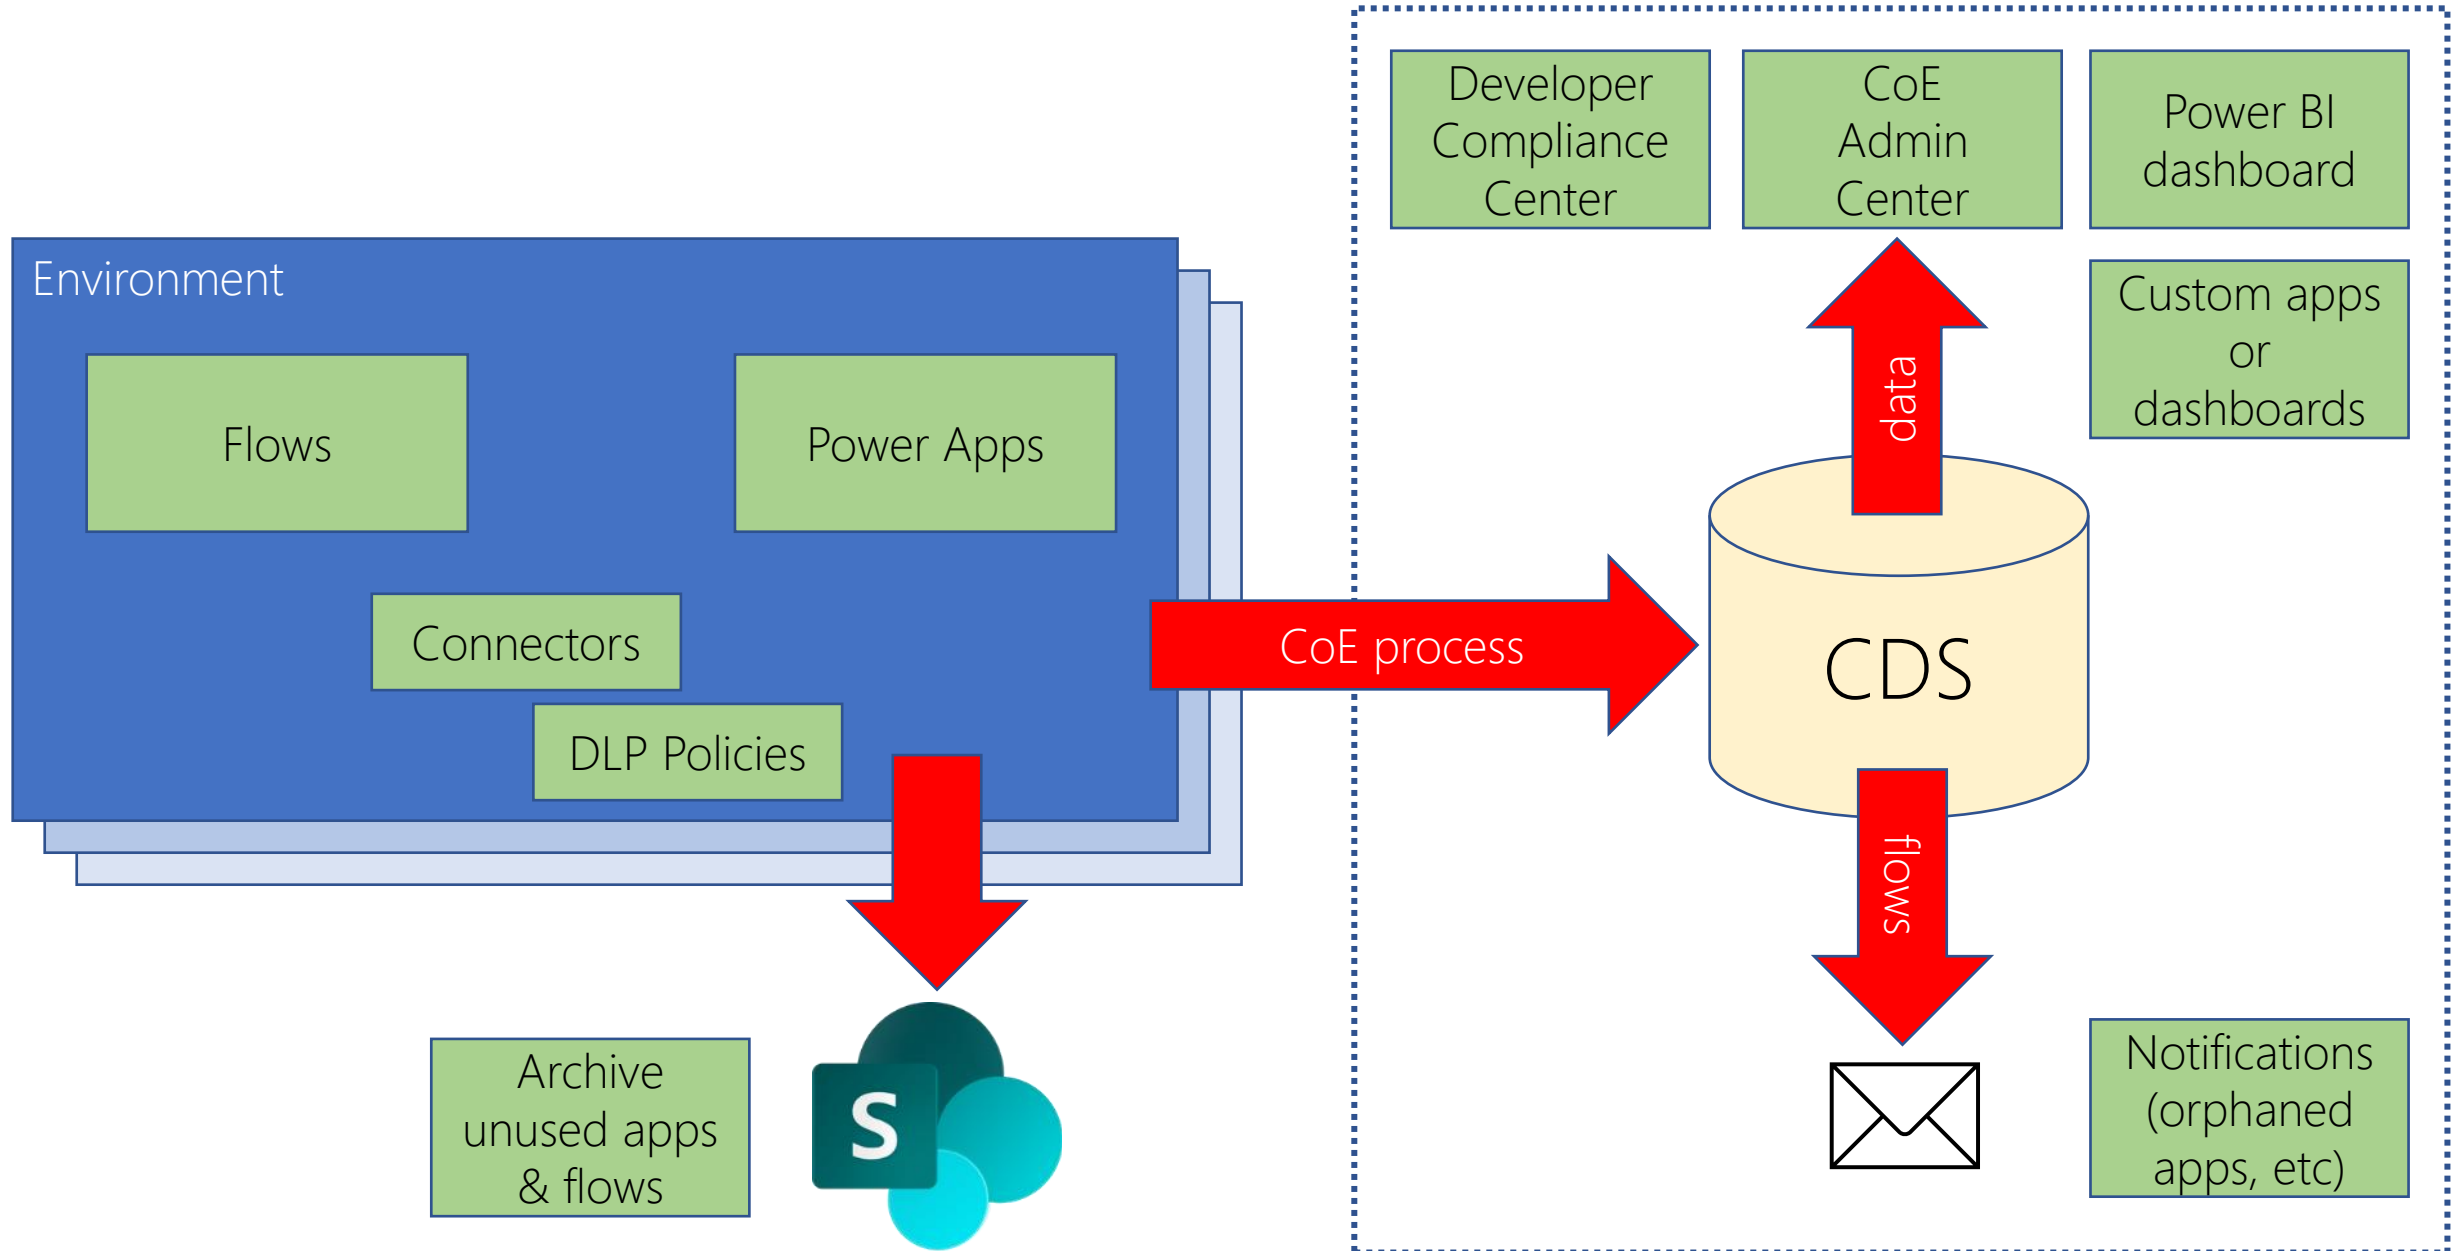 Environment
Flows
Power Apps
Connectors
DLP Policies
Archive
unused apps
& flows
S
CoE process
Developer
Compliance
Center
CoE
Admin
Center
Power BI
dashboard
Custom apps
or
dashboards
data
CDS
flows
Notifications
(orphaned
apps, etc)